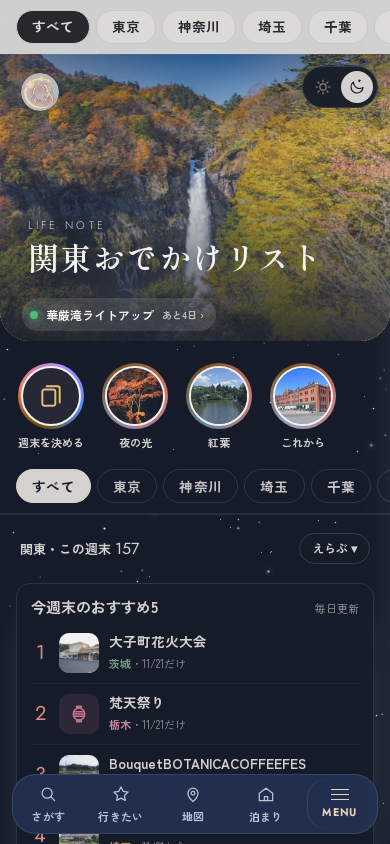 すべて
東京
神奈川
埼玉
千葉
LIFE NOTE
関東おでかけリスト
華厳滝ライトアップ あと4日 ›
週末を決める
夜の光
紅葉
これから
すべて
東京
神奈川
埼玉
千葉
関東・この週末 157
えらぶ ▾
今週末のおすすめ5
毎日更新
1
大子町花火大会
茨城・11/21だけ
2
梵天祭り
栃木・11/21だけ
3
BouquetBOTANICACOFFEEFES
4
さがす
行きたい
地図
泊まり
MENU